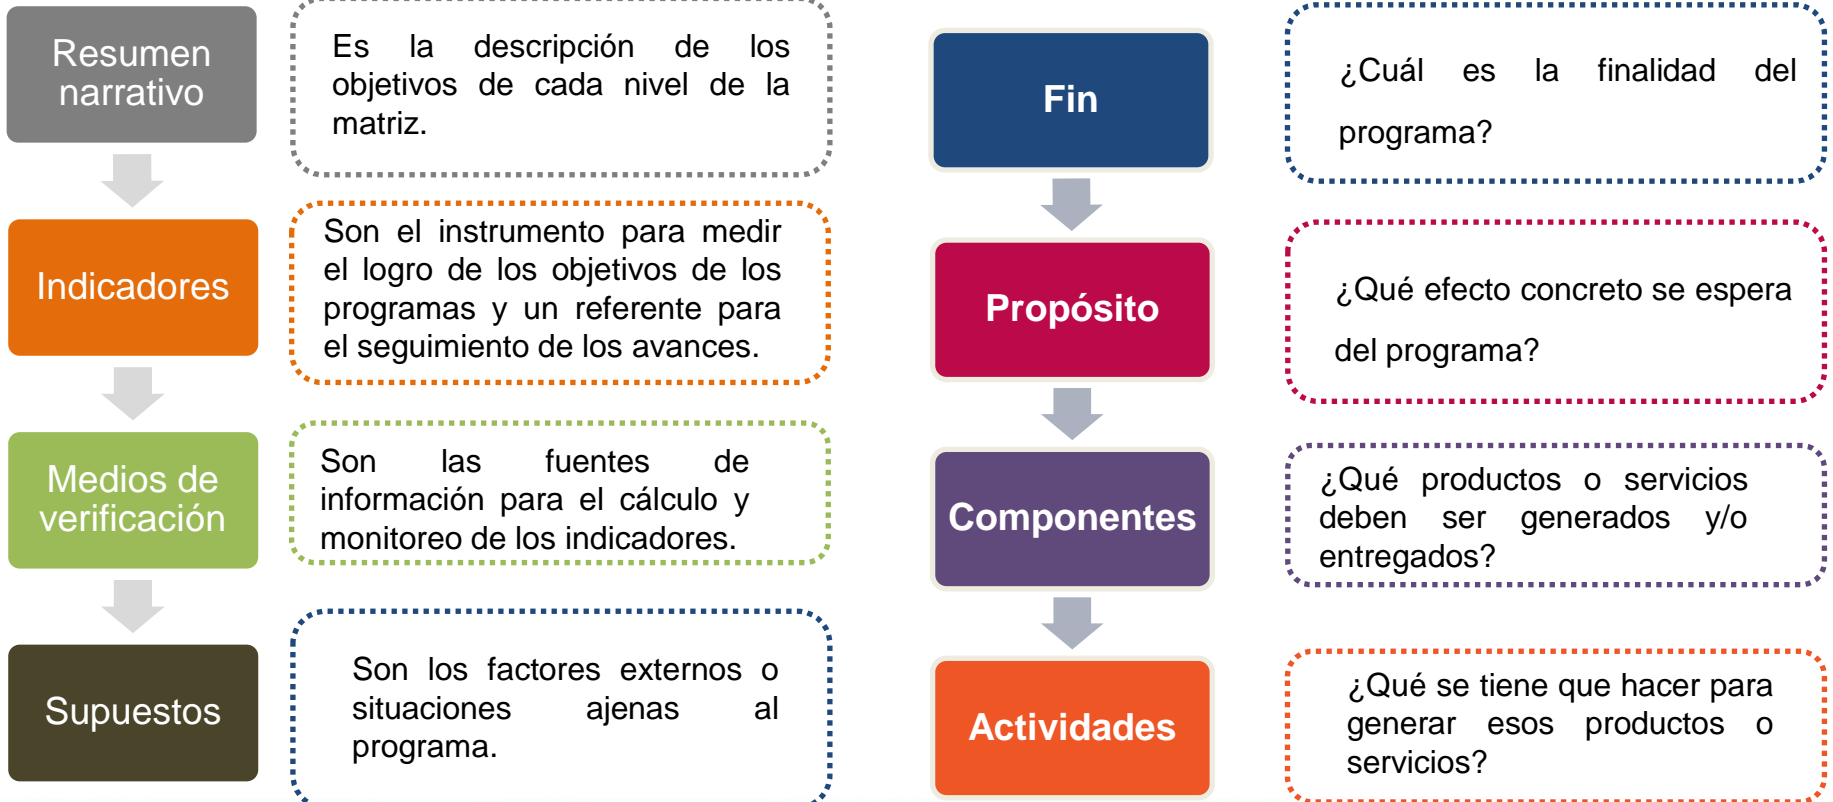 Resumen
narrativo
Es la descripción de los
objetivos de cada nivel de la
matriz.
Indicadores
Son el instrumento para medir
el logro de los objetivos de los
programas y un referente para
el seguimiento de los avances.
Medios de
verificación
Son las fuentes de
información para el cálculo y
monitoreo de los indicadores.
Supuestos
Son los factores externos o
situaciones ajenas al
programa.
Fin
¿Cuál es la finalidad del
programa?
Propósito
¿Qué efecto concreto se espera
del programa?
Componentes
¿Qué productos o servicios
deben ser generados y/o
entregados?
Actividades
¿Qué se tiene que hacer para
generar esos productos o
servicios?